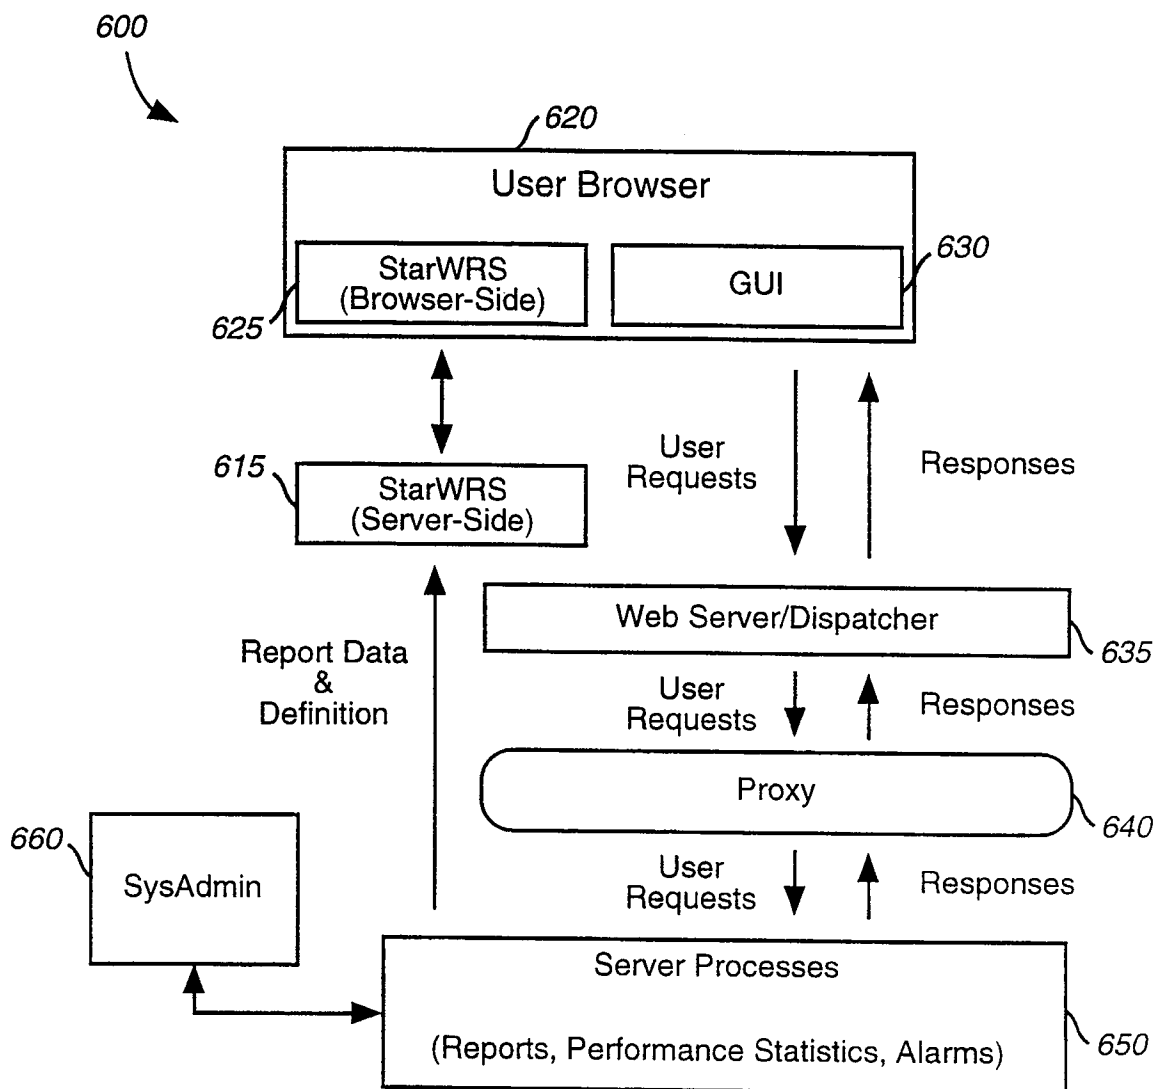 600
620
User Browser
StarWRS
(Browser-Side)
625
GUI
630
615
StarWRS
(Server-Side)
User
Requests
Responses
Web Server/Dispatcher
635
Report Data
&
Definition
User
Requests
Responses
Proxy
640
660
SysAdmin
User
Requests
Responses
Server Processes
(Reports, Performance Statistics, Alarms)
650